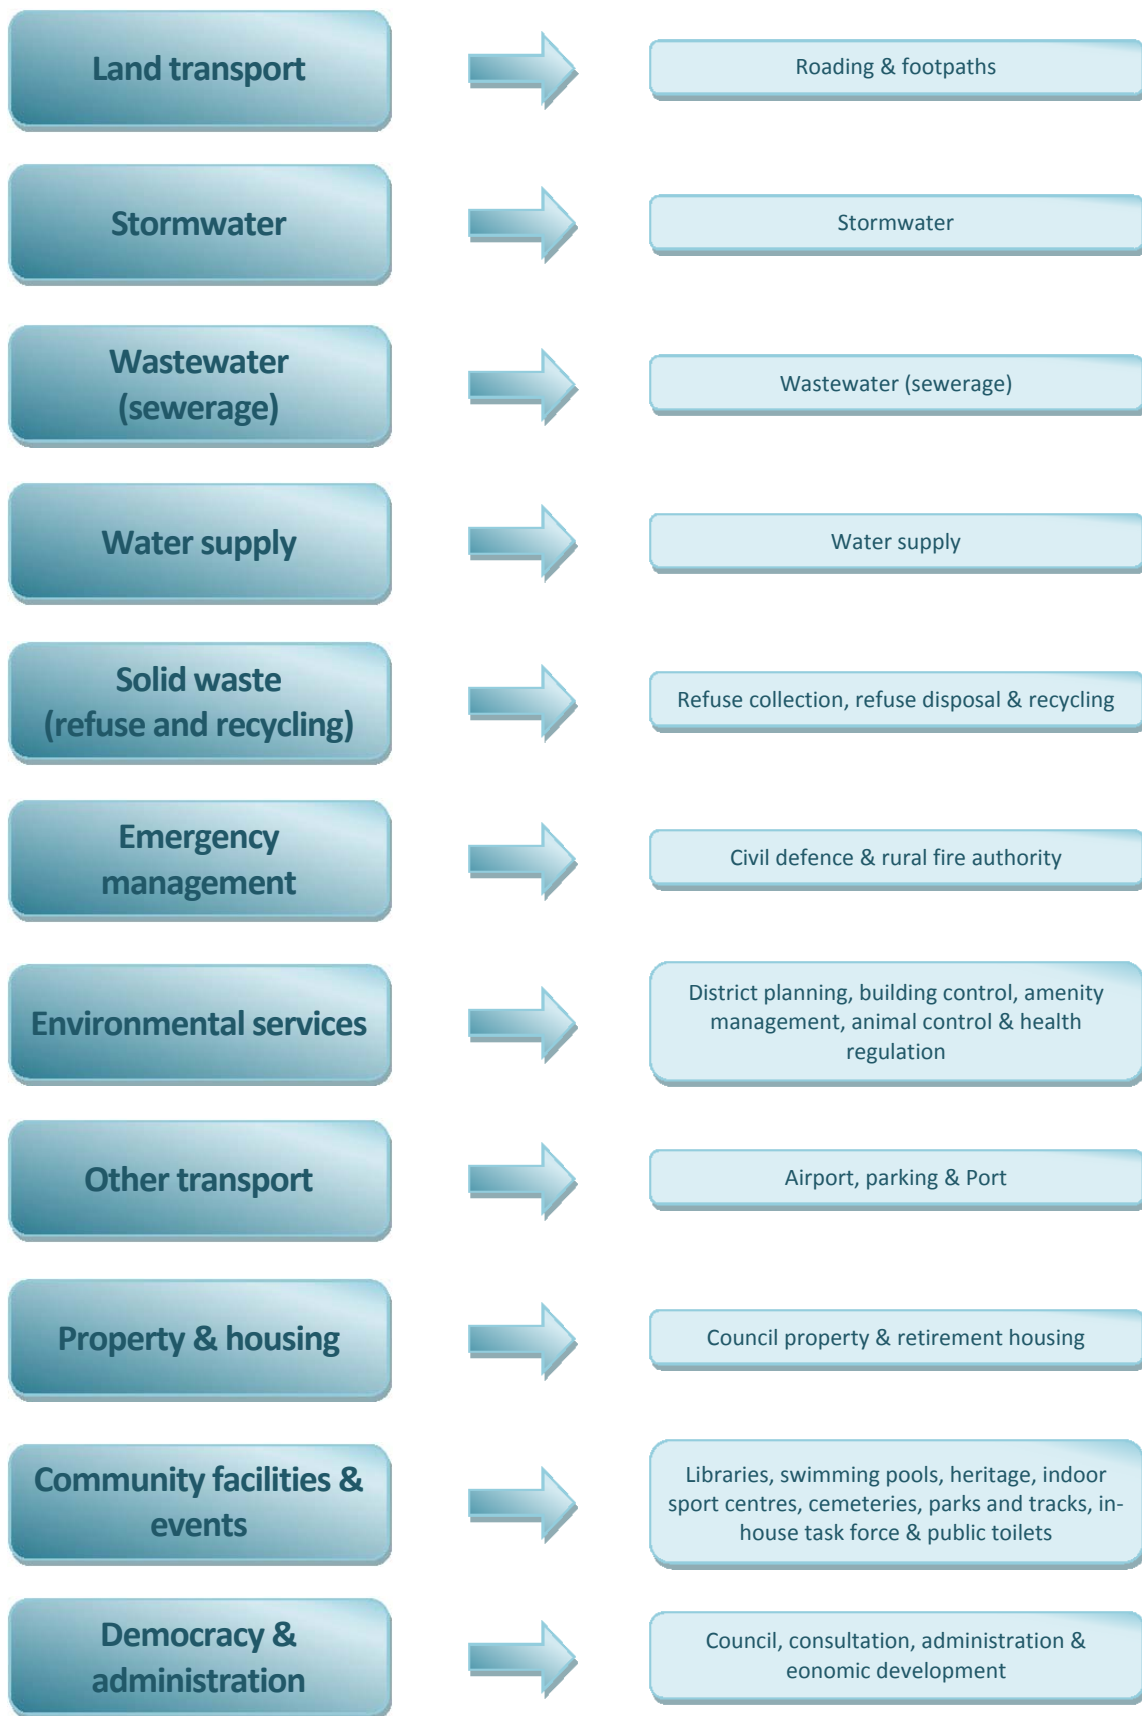 Land transport
Roading & footpaths
Stormwater
Stormwater
Wastewater
(sewerage)
Wastewater (sewerage)
Water supply
Water supply
Solid waste
(refuse and recycling)
Refuse collection, refuse disposal & recycling
Emergency
management
Civil defence & rural fire authority
Environmental services
District planning, building control, amenity
management, animal control & health
regulation
Other transport
Airport, parking & Port
Property & housing
Council property & retirement housing
Community facilities &
events
Libraries, swimming pools, heritage, indoor
sport centres, cemeteries, parks and tracks, in-
house task force & public toilets
Democracy &
administration
Council, consultation, administration &
eonomic development